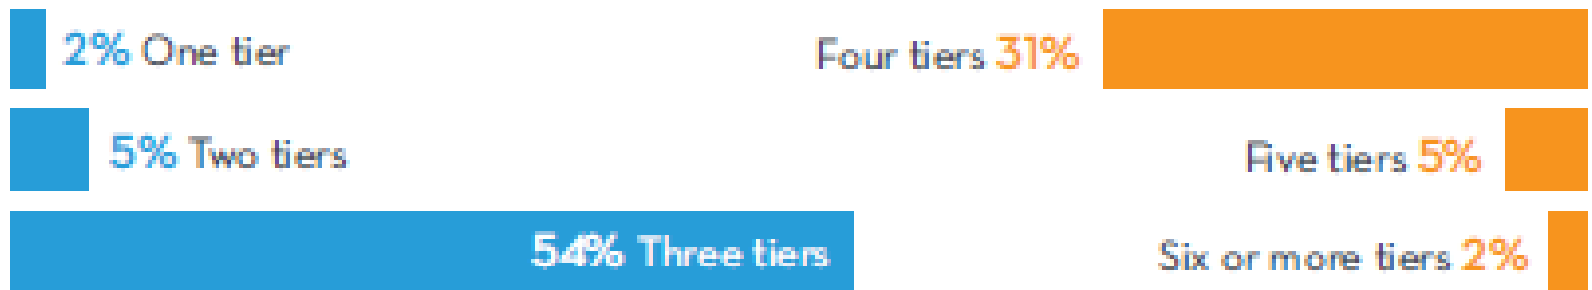 2% One tier
5% Two tiers
54% Three tiers
Four tiers 31%
Five tiers 5%
Six or more tiers 2%